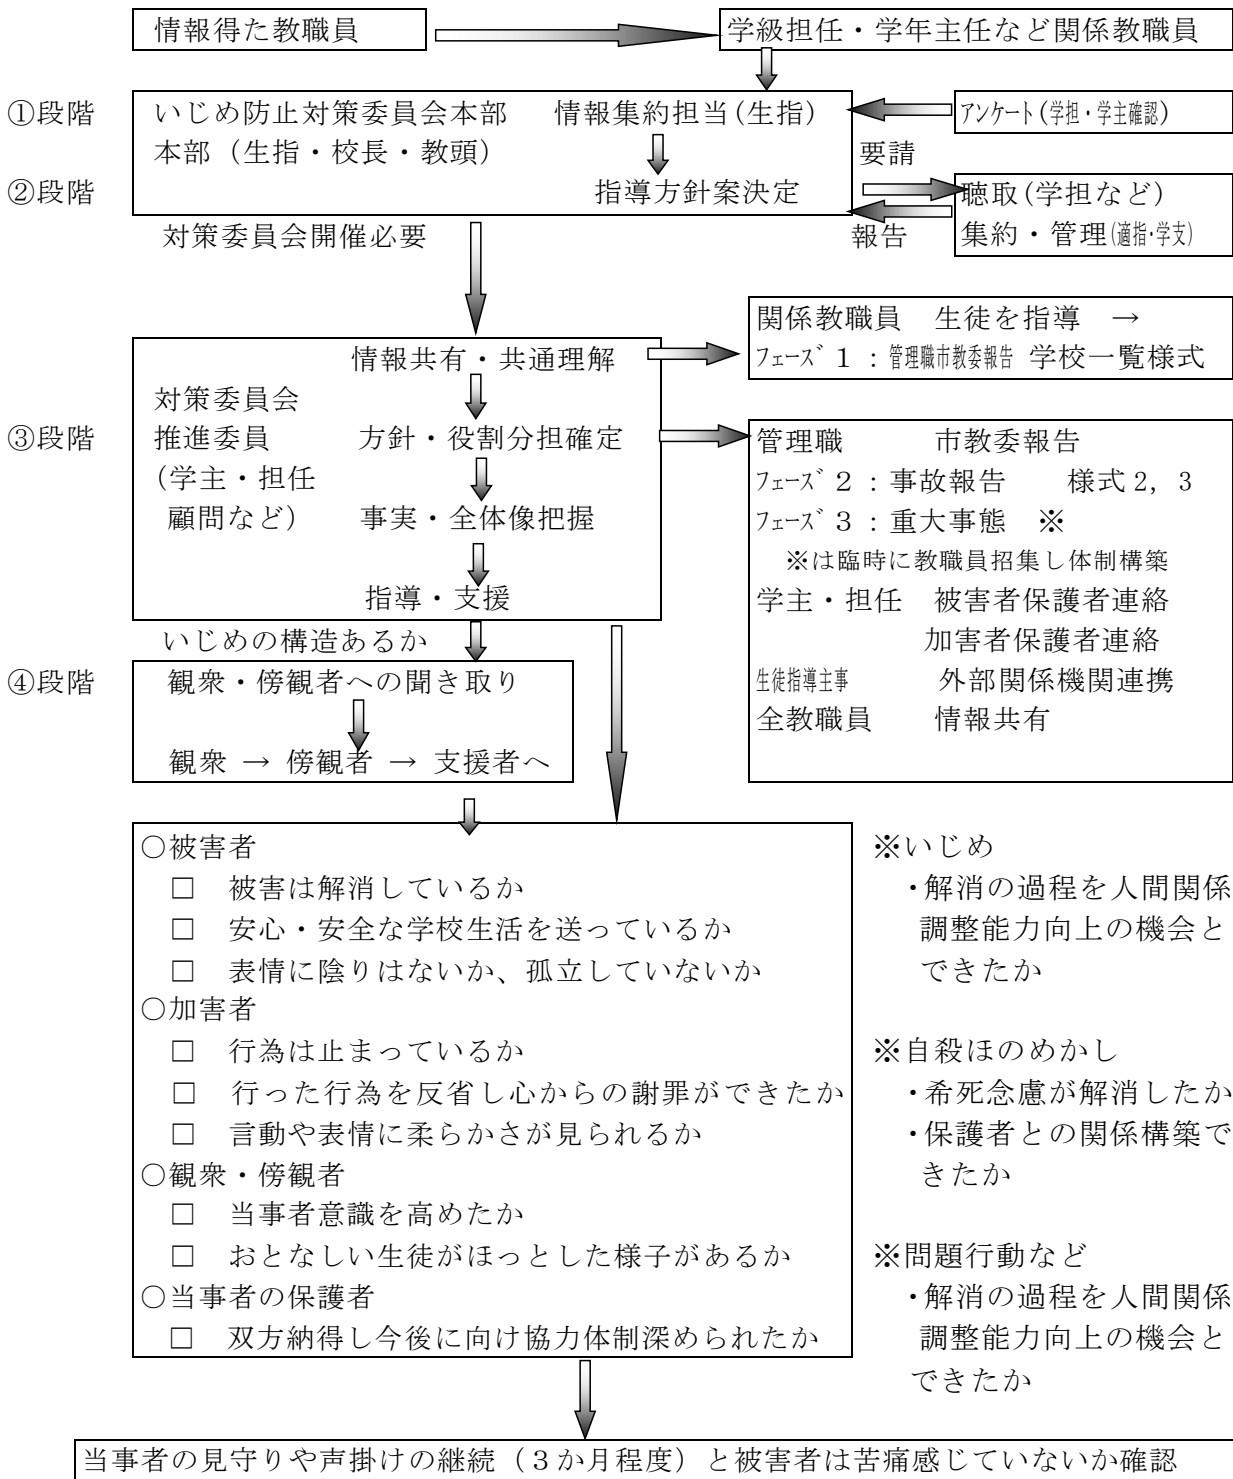 情報得た教職員
学級担任・学年主任など関係教職員
①段階
いじめ防止対策委員会本部　情報集約担当(生指)
アンケート(学担・学主確認)
本部（生指・校長・教頭）
要請
②段階
指導方針案決定
聴取(学担など)
対策委員会開催必要
報告
集約・管理(適指・学支)
関係教職員　生徒を指導　→
フェーズ１：管理職市教委報告 学校一覧様式
情報共有・共通理解
対策委員会
③段階
推進委員　方針・役割分担確定
(学主・担任
顧問など）　事実・全体像把握
指導・支援
管理職　市教委報告
フェーズ２：事故報告　様式2, 3
フェーズ３：重大事態　※
※は臨時に教職員招集し体制構築
学主・担任　被害者保護者連絡
加害者保護者連絡
生徒指導主事　外部関係機関連携
全教職員　情報共有
いじめの構造あるか
④段階
観衆・傍観者への聞き取り
観衆 → 傍観者 → 支援者へ
○被害者
□　被害は解消しているか
□　安心・安全な学校生活を送っているか
□　表情に陰りはないか、孤立していないか
○加害者
□　行為は止まっているか
□　行った行為を反省し心からの謝罪ができたか
□　言動や表情に柔らかさが見られるか
○観衆・傍観者
□　当事者意識を高めたか
□　おとなしい生徒がほっとした様子があるか
○当事者の保護者
□　双方納得し今後に向け協力体制深められたか
※いじめ
・解消の過程を人間関係
調整能力向上の機会と
できたか
※自殺ほのめかし
・希死念慮が解消したか
・保護者との関係構築で
きたか
※問題行動など
・解消の過程を人間関係
調整能力向上の機会と
できたか
当事者の見守りや声掛けの継続（３か月程度）と被害者は苦痛感じていないか確認